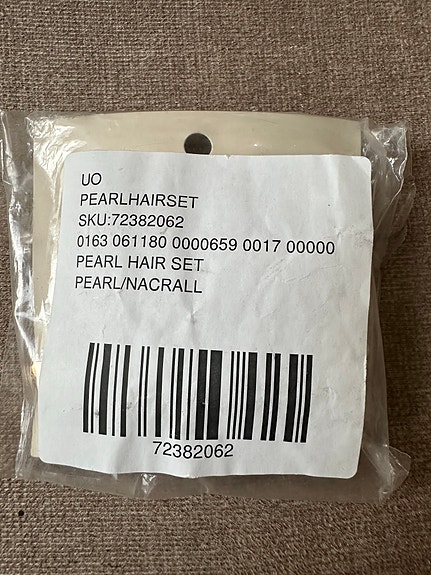 UO
PEARLHAIRSET
SKU:72382062
0163 061180 0000659 0017 00000
PEARL HAIR SET
PEARL/NACRALL
72382062